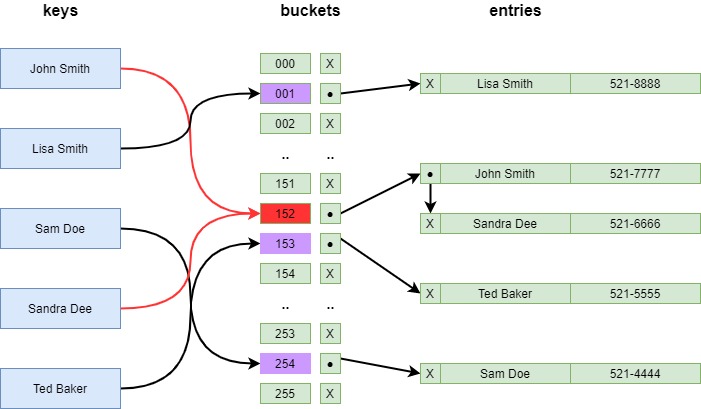 keys buckets entries
000 X
John Smith
001 • X Lisa Smith 521-8888
002 X
Lisa Smith
.. ..
151 X • John Smith 521-7777
152 • X Sandra Dee 521-6666
Sam Doe
153 •
154 X X Ted Baker 521-5555
Sandra Dee
.. ..
253 X
254 • X Sam Doe 521-4444
Ted Baker
255 X